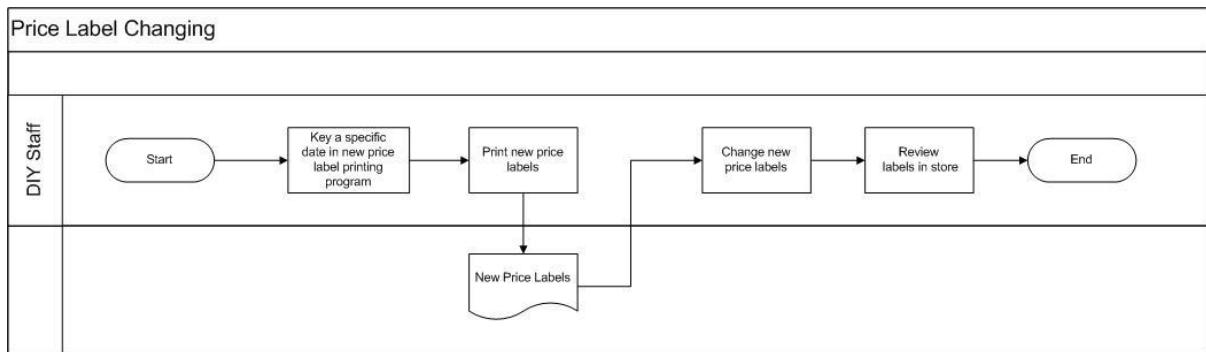 Price Label Changing
DIY Staff
Start
Key a specific
date in new price
label printing
program
Print new price
labels
Change new
price labels
Review
labels in store
End
New Price Labels